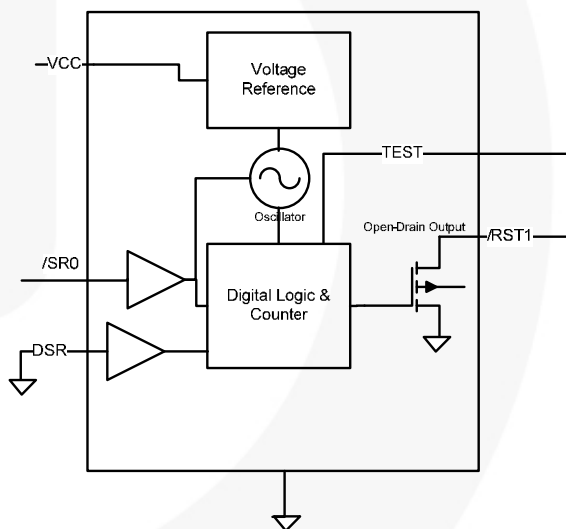 VCC
Voltage
Reference
TEST
Oscillator
Open-Drain Output
/RST1
/SR0
Digital Logic &
Counter
DSR